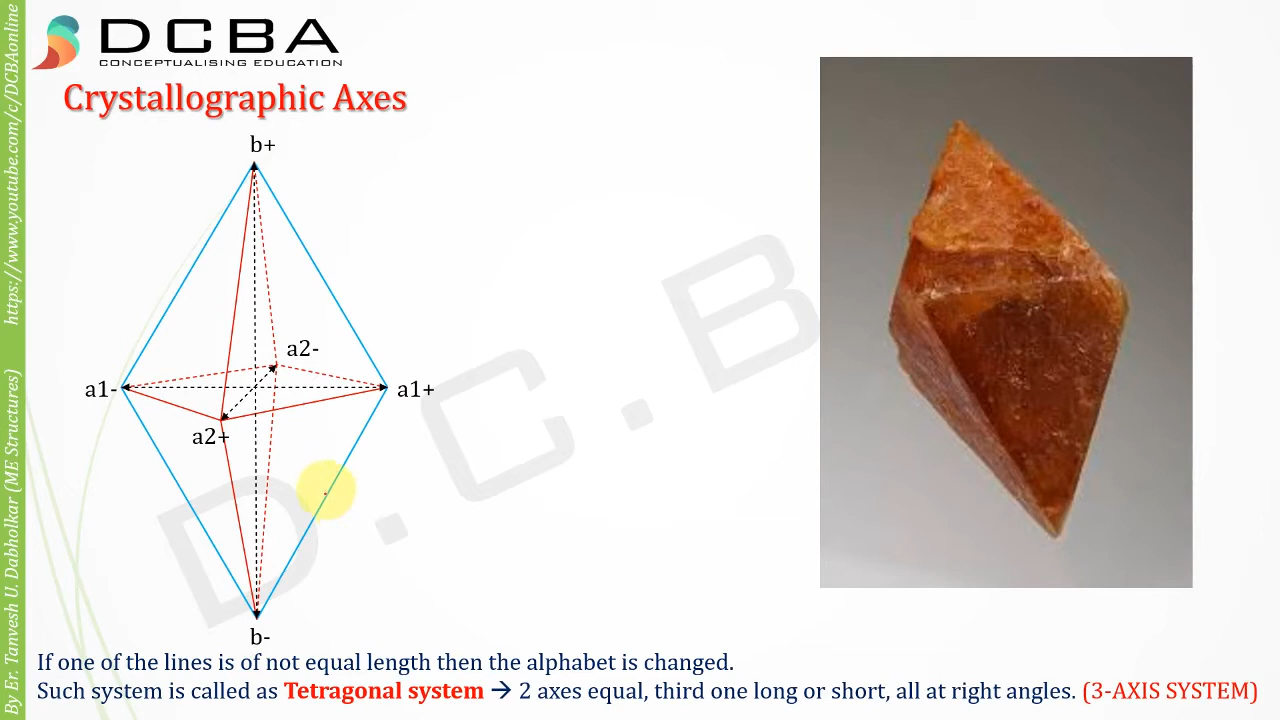 DCBA
CONCEPTUALISING EDUCATION
Crystallographic Axes
b+
a2-
a1-
a1+
a2+
b-
D.C.B
If one of the lines is of not equal length then the alphabet is changed.
Such system is called as Tetragonal system → 2 axes equal, third one long or short, all at right angles. (3-AXIS SYSTEM)
By Er. Tanvesh U. Dabholkar (ME Structures) https://www.youtube.com/c/DCBAonline